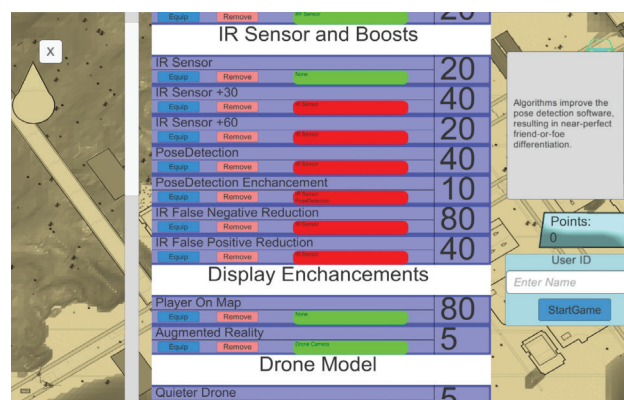 Equip Remove RF Sensor 20
IR Sensor and Boosts
X
IR Sensor
Equip Remove None 20
IR Sensor +30
Equip Remove IR Sensor 40
IR Sensor +60
Equip Remove IR Sensor 20
PoseDetection
Equip Remove IR Sensor 40
PoseDetection Enchancement
Equip Remove IR Sensor 10
PoseDetection
IR False Negative Reduction
Equip Remove IR Sensor 80
IR False Positive Reduction
Equip Remove IR Sensor 40
Display Enchancements
Player On Map
Equip Remove None 80
Augmented Reality
Equip Remove Drone Camera 5
Drone Model
Quieter Drone 5
Algorithms improve the
pose detection software,
resulting in near-perfect
friend-or-foe
differentiation.
Points:
0
User ID
Enter Name
StartGame